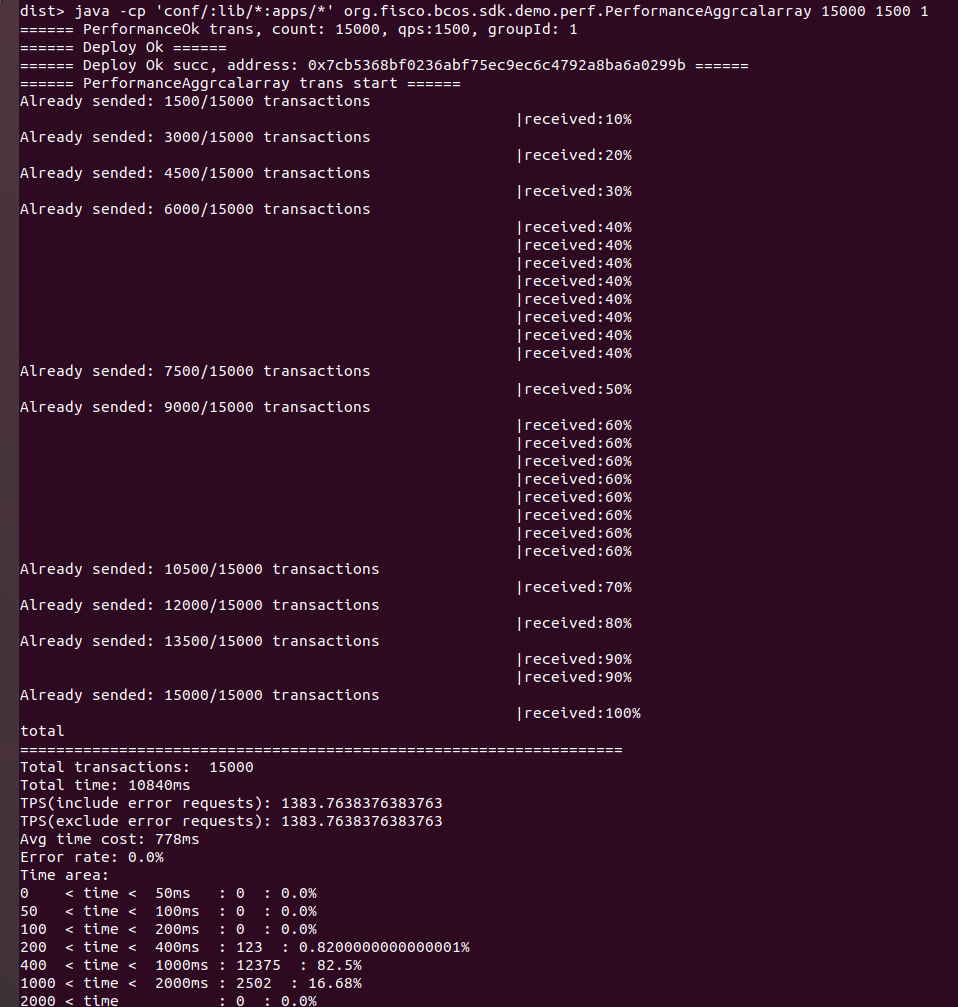 dist> java -cp 'conf/:lib/*:apps/*' org.fisco.bcos.sdk.demo.perf.PerformanceAggrcalarray 15000 1500 1
====== PerformanceOk trans, count: 15000, qps:1500, groupId: 1
====== Deploy Ok ======
====== Deploy Ok succ, address: 0x7cb5368bf0236abf75ec9ec6c4792a8ba6a0299b ======
====== PerformanceAggrcalarray trans start ======
Already sended: 1500/15000 transactions
|received:10%
Already sended: 3000/15000 transactions
|received:20%
Already sended: 4500/15000 transactions
|received:30%
Already sended: 6000/15000 transactions
|received:40%
|received:40%
|received:40%
|received:40%
|received:40%
|received:40%
|received:40%
|received:40%
Already sended: 7500/15000 transactions
|received:50%
Already sended: 9000/15000 transactions
|received:60%
|received:60%
|received:60%
|received:60%
|received:60%
|received:60%
|received:60%
|received:60%
Already sended: 10500/15000 transactions
|received:70%
Already sended: 12000/15000 transactions
|received:80%
Already sended: 13500/15000 transactions
|received:90%
|received:90%
Already sended: 15000/15000 transactions
|received:100%
total
===================================================================
Total transactions:  15000
Total time: 10840ms
TPS(include error requests): 1383.7638376383763
TPS(exclude error requests): 1383.7638376383763
Avg time cost: 778ms
Error rate: 0.0%
Time area:
0    < time <  50ms   : 0  : 0.0%
50   < time <  100ms  : 0  : 0.0%
100  < time <  200ms  : 0  : 0.0%
200  < time <  400ms  : 123  : 0.8200000000000001%
400  < time <  1000ms : 12375  : 82.5%
1000 < time <  2000ms : 2502  : 16.68%
2000 < time           : 0  : 0.0%